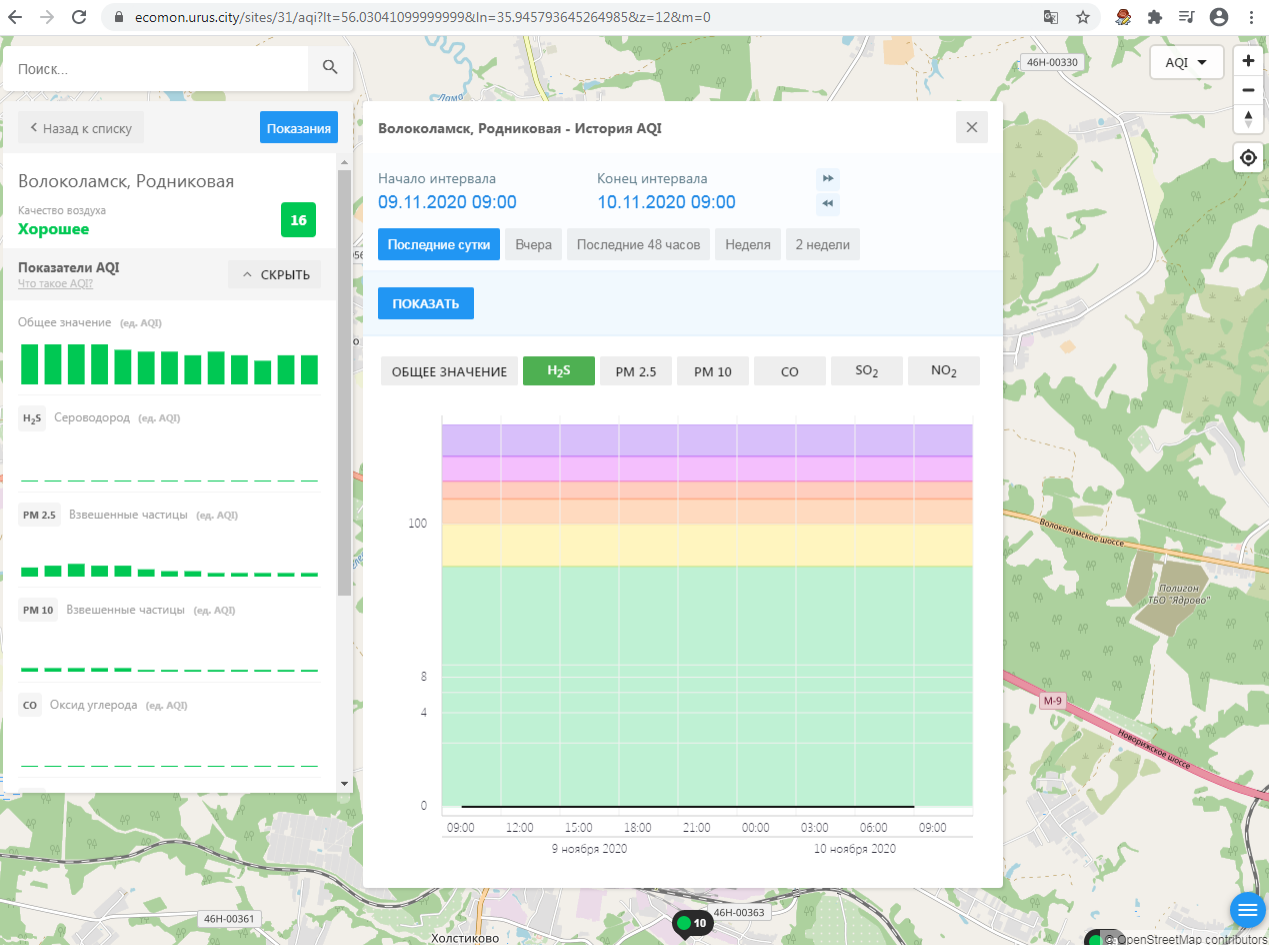 ecomon.urus.city/sites/31/aqi?lt=56.03041099999999&ln=35.945793645264985&z=12&m=0
Поиск...
46Н-00330
AQI
Назад к списку
Показания
Волоколамск, Родниковая - История AQI
Волоколамск, Родниковая
Качество воздуха
Хорошее
16
Начало интервала
Конец интервала
09.11.2020 09:00
10.11.2020 09:00
Последние сутки
Вчера
Последние 48 часов
Неделя
2 недели
Показатели AQI
Что такое AQI?
СКРЫТЬ
ПОКАЗАТЬ
Общее значение (ед. AQI)
ОБЩЕЕ ЗНАЧЕНИЕ
H2S
PM 2.5
PM 10
CO
SO2
NO2
H2S Сероводород (ед. AQI)
PM 2.5 Взвешенные частицы (ед. AQI)
PM 10 Взвешенные частицы (ед. AQI)
CO Оксид углерода (ед. AQI)
100
8
4
0
09:00
12:00
15:00
18:00
21:00
00:00
03:00
06:00
09:00
9 ноября 2020
10 ноября 2020
Волоколамское шоссе
Полигон
ТБО "Ядрово"
М-9
Новорижское шоссе
46Н-00361
46Н-00363
10
Холстиково
© OpenStreetMap contributors